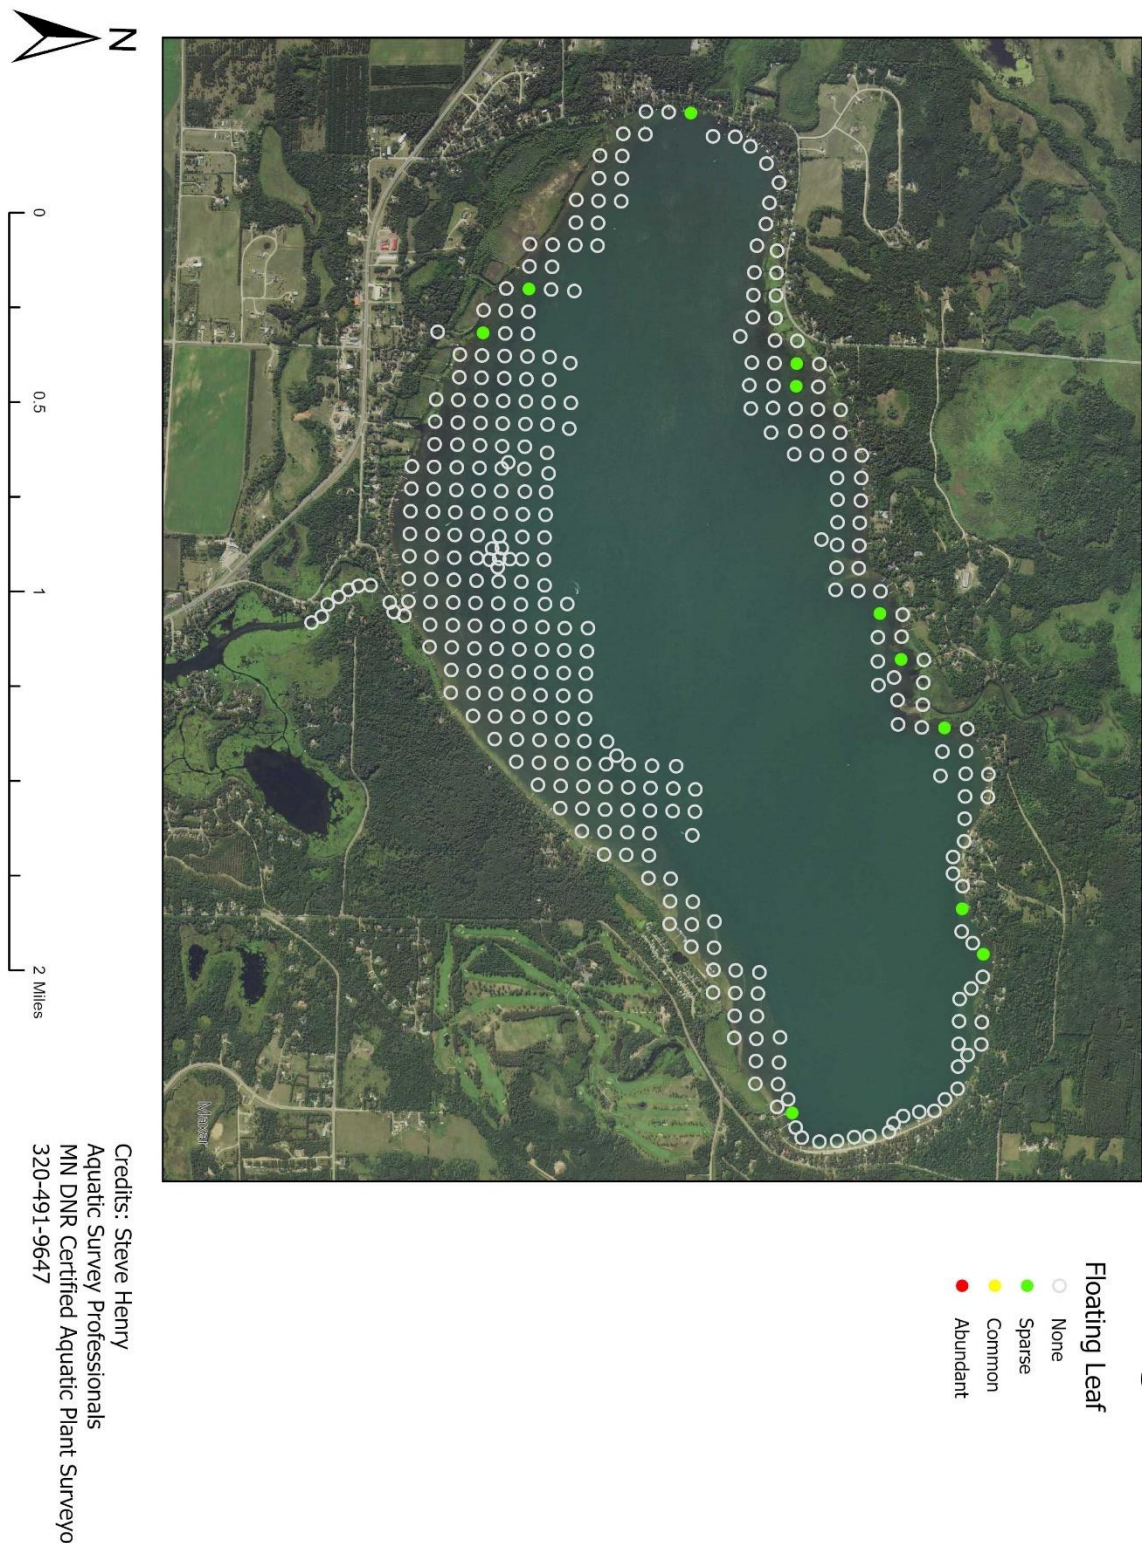 Floating Leaf
None
Sparse
Common
Abundant
N
0
0.5
1
2 Miles
Maxar
Credits: Steve Henry
Aquatic Survey Professionals
MN DNR Certified Aquatic Plant Surveyo
320-491-9647